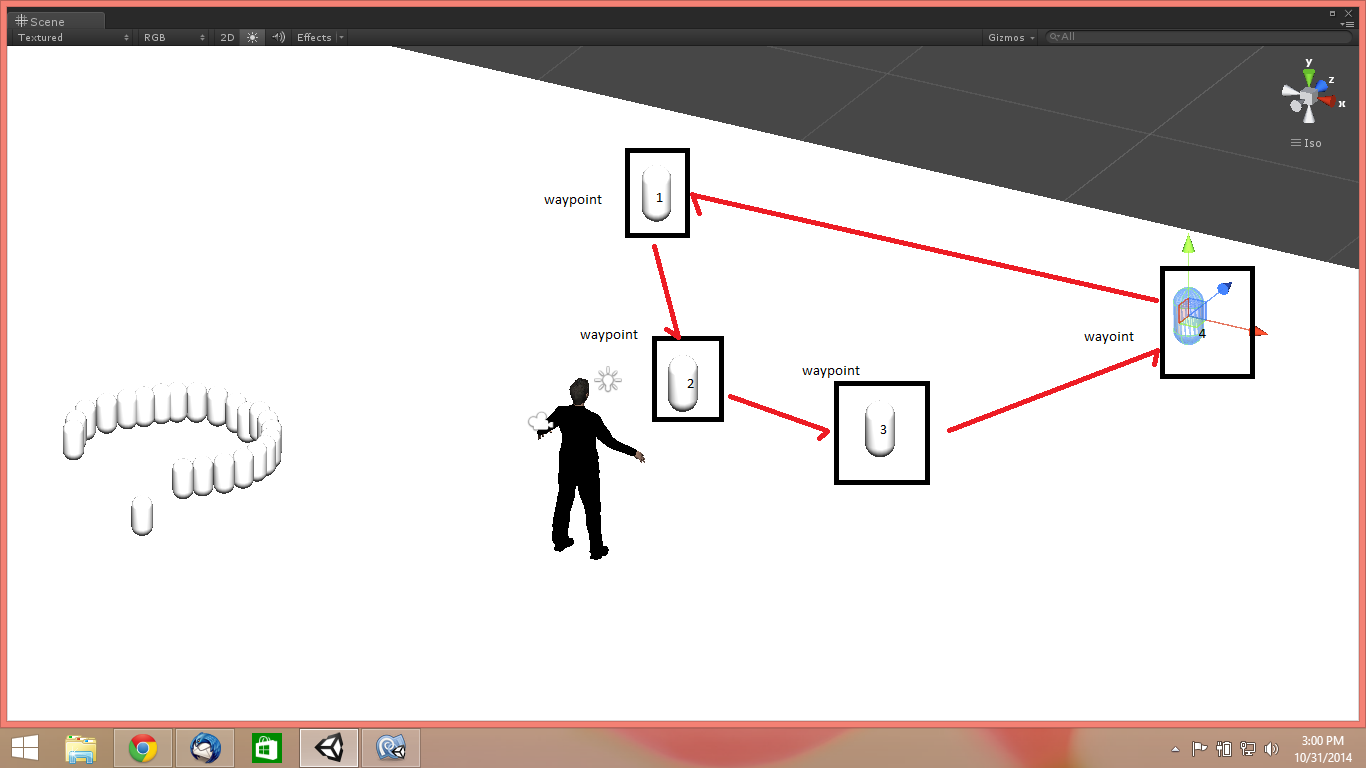 Scene
Textured RGB 2D Effects Gizmos All
y
z
x
Iso
waypoint
1
waypoint
2
waypoint
3
wayoint
4
3:00 PM
10/31/2014